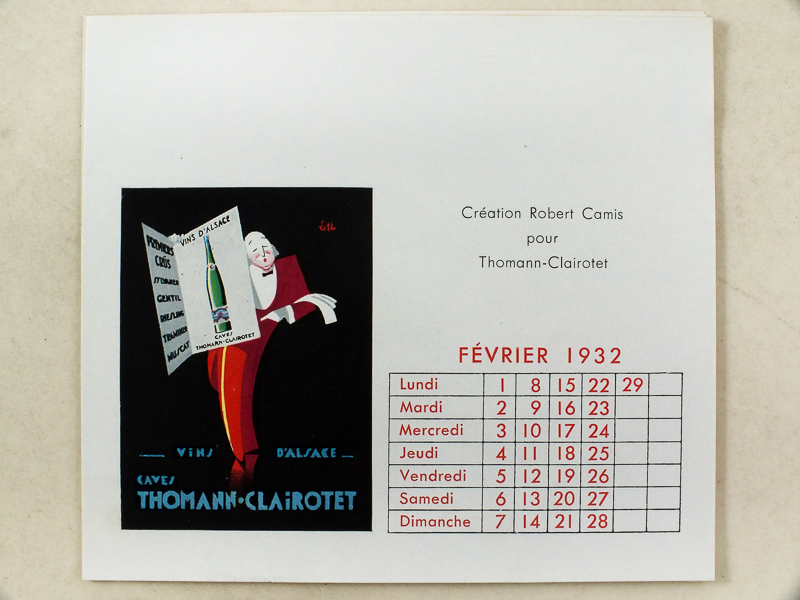 PREMIERS
CRÛS
SYLVANER
GENTIL
RIESLING
TRAMINER
MUSCAT
VINS D'ALSACE
CAVES
THOMANN-CLAIROTET
VINS D'ALSACE
CAVES
THOMANN-CLAIROTET
Création Robert Camis
pour
Thomann-Clairotet
FÉVRIER 1932
Lundi 1 8 15 22 29
Mardi 2 9 16 23
Mercredi 3 10 17 24
Jeudi 4 11 18 25
Vendredi 5 12 19 26
Samedi 6 13 20 27
Dimanche 7 14 21 28